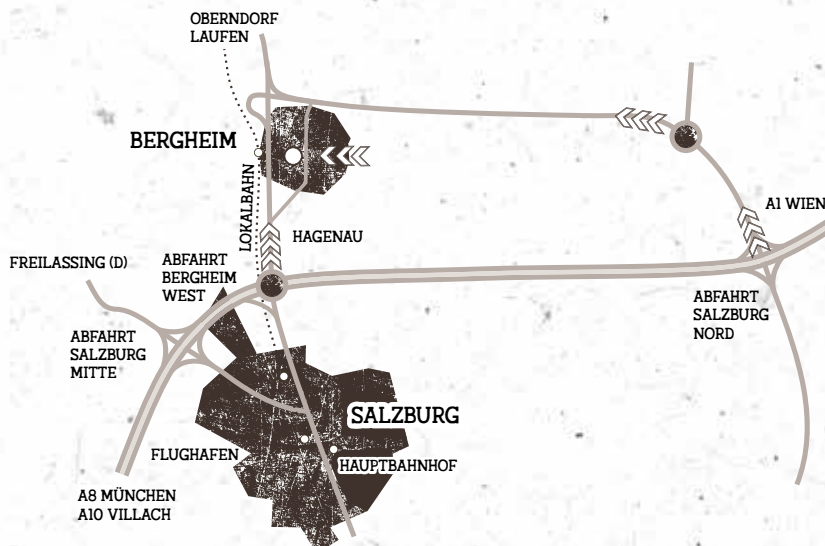 OBERNDORF
LAUFEN
BERGHEIM
LOKALBAHN
A1 WIEN
HAGENAU
FREILASSING (D)
ABFAHRT
BERGHEIM
WEST
ABFAHRT
SALZBURG
NORD
ABFAHRT
SALZBURG
MITTE
SALZBURG
FLUGHAFEN
HAUPTBAHNHOF
A8 MÜNCHEN
A10 VILLACH